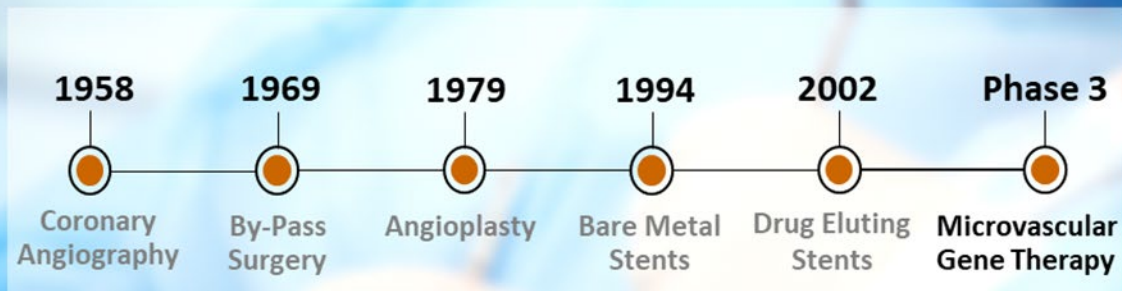 1958 1969 1979 1994 2002 Phase 3
Coronary Angiography
By-Pass Surgery
Angioplasty
Bare Metal Stents
Drug Eluting Stents
Microvascular Gene Therapy